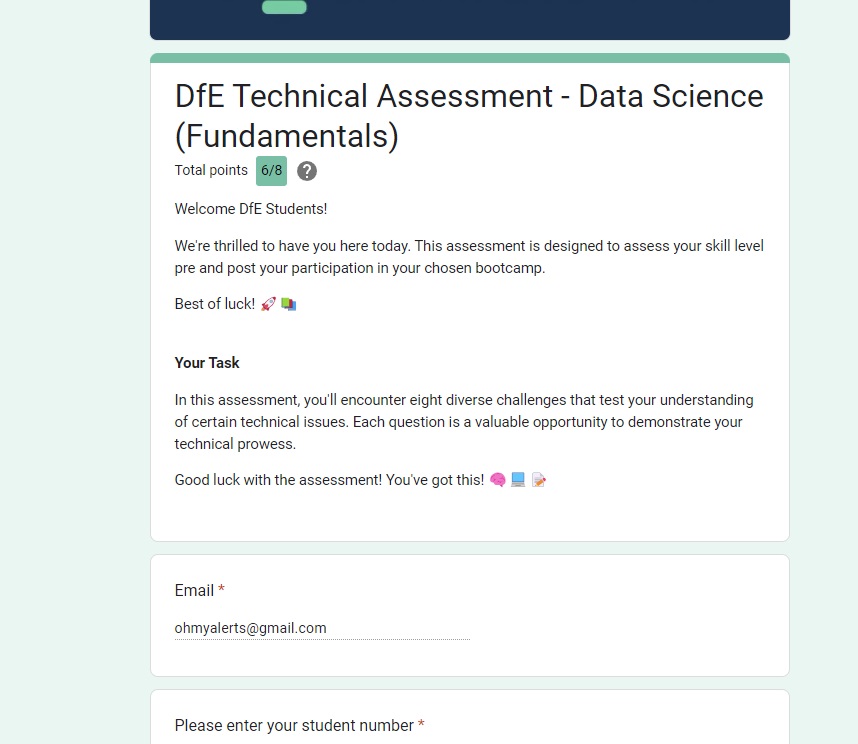 DfE Technical Assessment - Data Science
(Fundamentals)
Total points 6/8 ?
Welcome DfE Students!
We're thrilled to have you here today. This assessment is designed to assess your skill level
pre and post your participation in your chosen bootcamp.
Best of luck! 🚀 📚
Your Task
In this assessment, you'll encounter eight diverse challenges that test your understanding
of certain technical issues. Each question is a valuable opportunity to demonstrate your
technical prowess.
Good luck with the assessment! You've got this! 🧠 💻 📝
Email *
ohmyalerts@gmail.com
Please enter your student number *